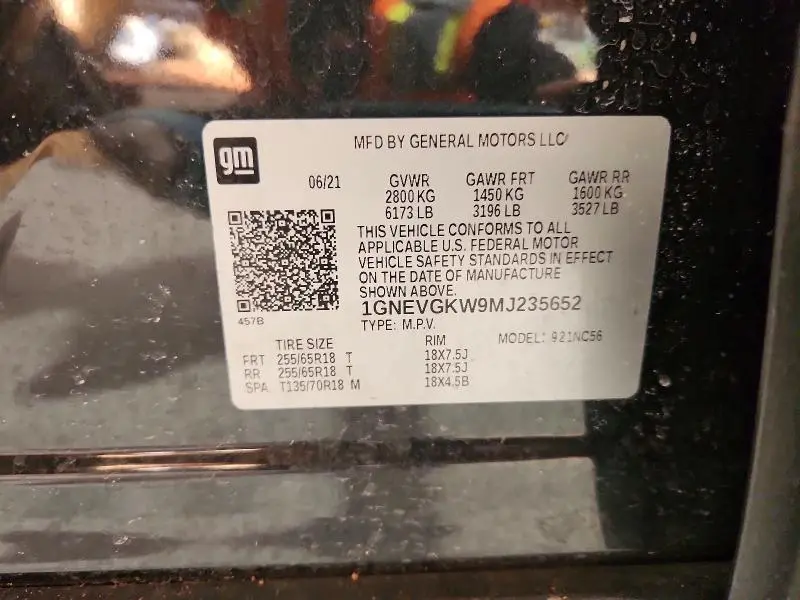 gm
MFD BY GENERAL MOTORS LLC
06/21 GVWR GAWR FRT GAWR RR
2800 KG 1450 KG 1600 KG
6173 LB 3196 LB 3527 LB
THIS VEHICLE CONFORMS TO ALL
APPLICABLE U.S. FEDERAL MOTOR
VEHICLE SAFETY STANDARDS IN EFFECT
ON THE DATE OF MANUFACTURE
SHOWN ABOVE.
457B
1GNEVGKW9MJ235652
TYPE: M.P.V.
MODEL: 921NC56
TIRE SIZE RIM
FRT 255/65R18 T 18X7.5J
RR 255/65R18 T 18X7.5J
SPA T135/70R18 M 18X4.5B